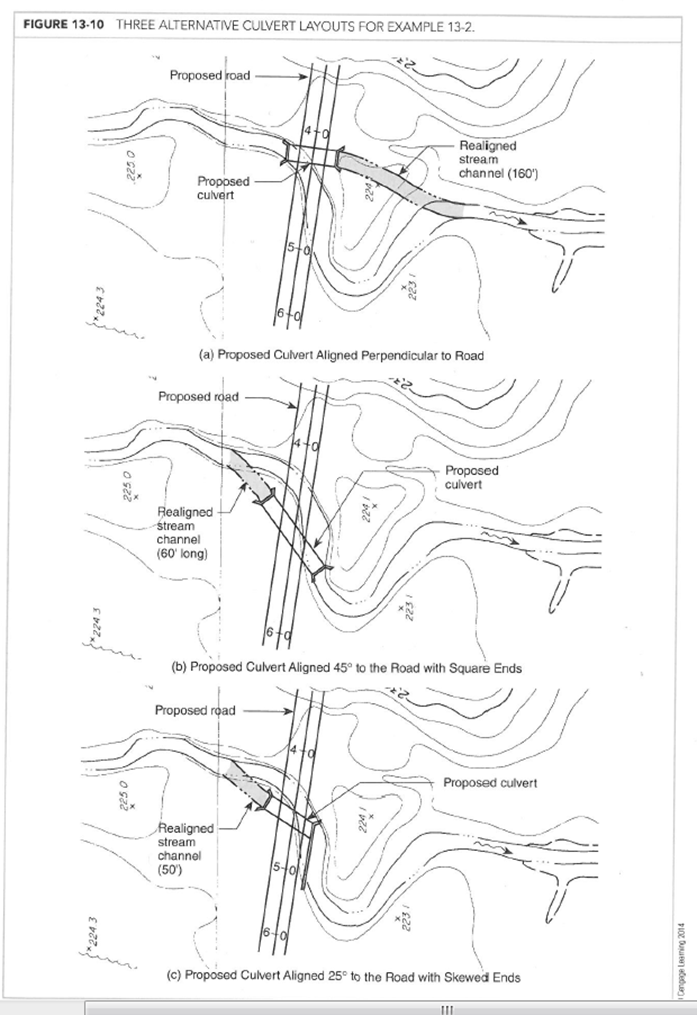 FIGURE 13-10 THREE ALTERNATIVE CULVERT LAYOUTS FOR EXAMPLE 13-2.
Proposed road
4+0
Realigned
stream
channel (160')
Proposed
culvert
225.0
224.
5+0
224.3
223.1
6+0
(a) Proposed Culvert Aligned Perpendicular to Road
Proposed road
4+0
Proposed
culvert
225.0
224.1
Realigned
stream
channel
(60' long)
224.3
223.1
6+0
(b) Proposed Culvert Aligned 45° to the Road with Square Ends
Proposed road
4+0
Proposed culvert
225.0
224.1
Realigned
stream
channel
(50')
5+0
224.3
223.1
6+0
(c) Proposed Culvert Aligned 25° to the Road with Skewed Ends
Cengage Learning 2014